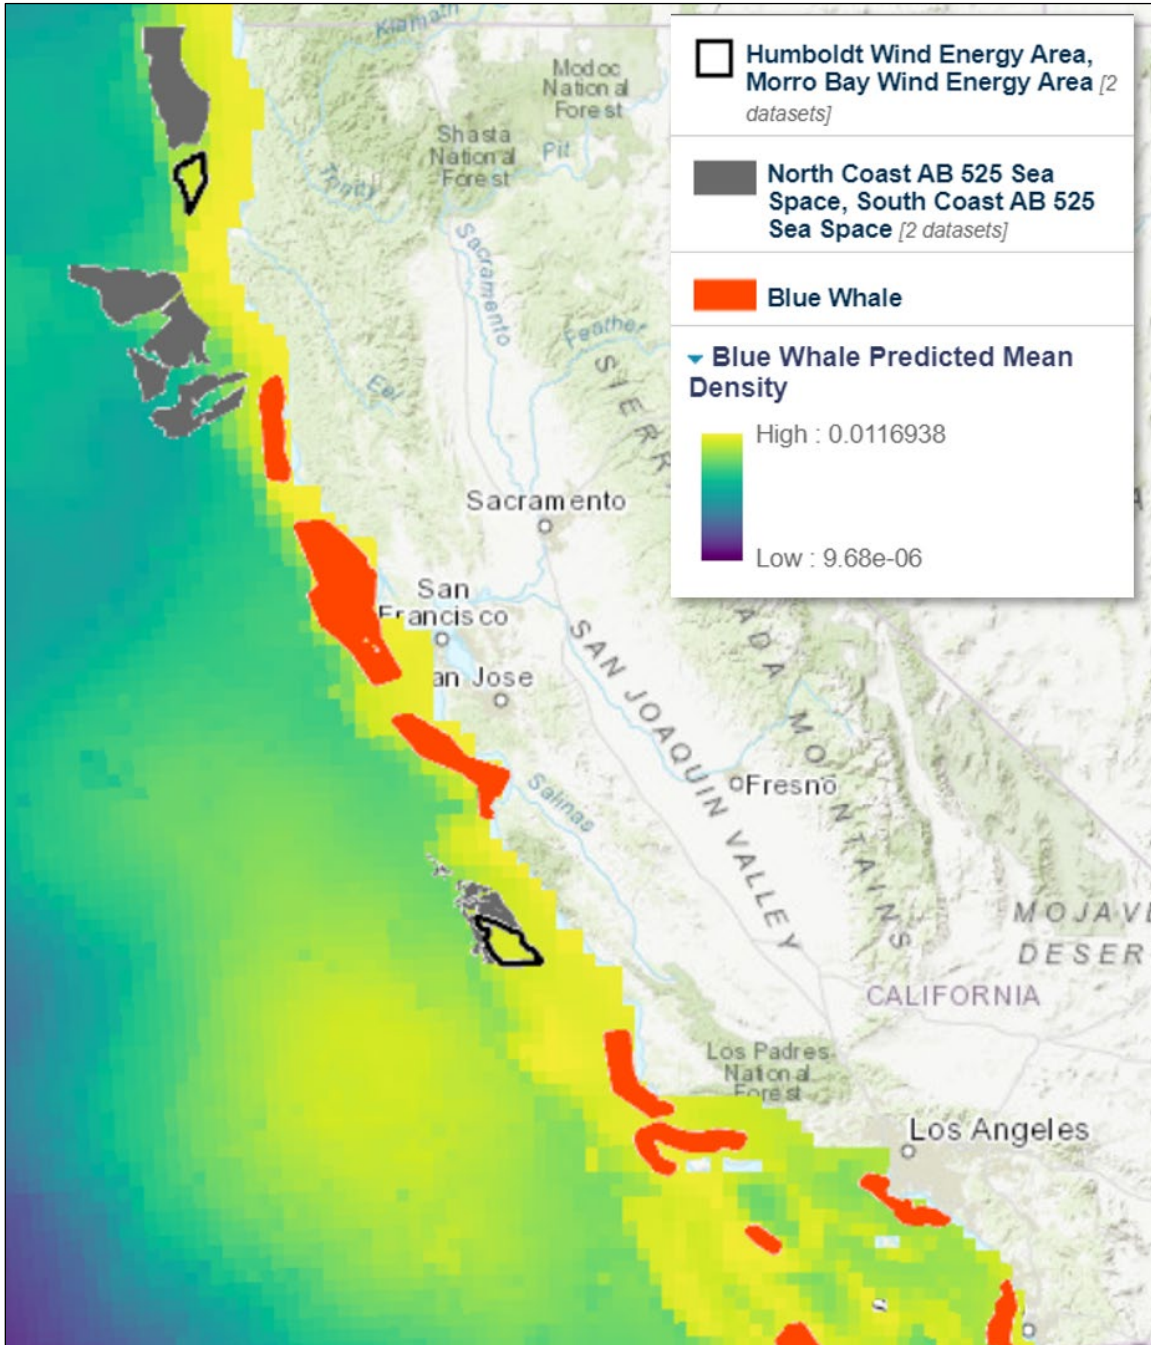 Klamath
Modoc
National
Forest
Shasta
National
Forest
Pit
Trinity
Sacramento
Feather
Eel
SIERR
ADA MOUNTAINS
Sacramento
San
Francisco
an Jose
SAN JOAQUIN VALLEY
Fresno
Salinas
MOJAVE
DESER
CALIFORNIA
Los Padres
National
Forest
Los Angeles
A
Humboldt Wind Energy Area,
Morro Bay Wind Energy Area [2
datasets]
North Coast AB 525 Sea
Space, South Coast AB 525
Sea Space [2 datasets]
Blue Whale
Blue Whale Predicted Mean
Density
High : 0.0116938
Low : 9.68e-06